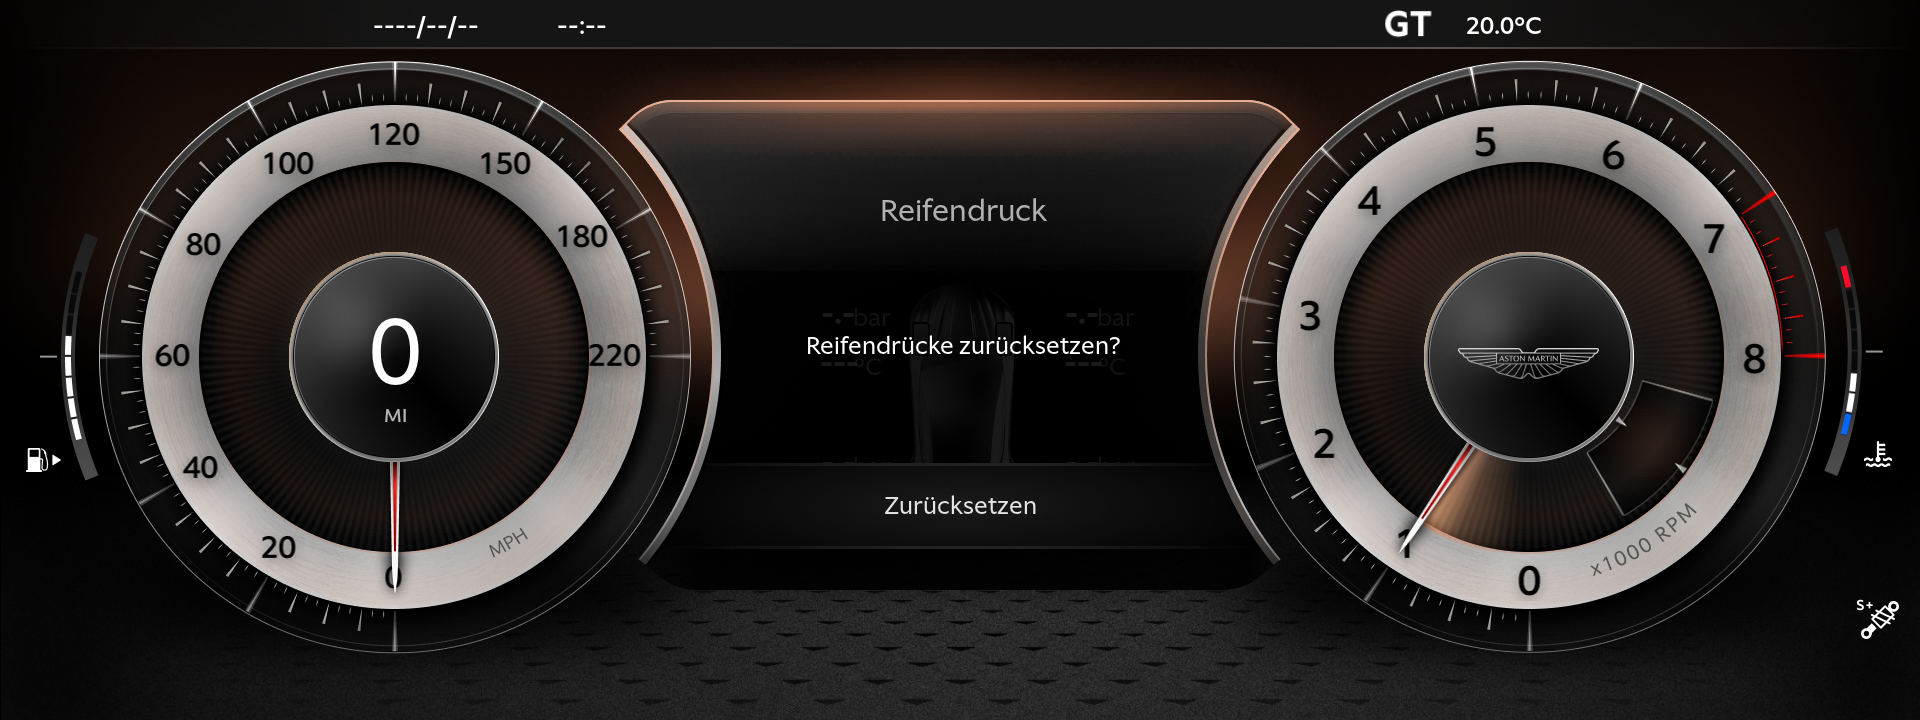 ----/--/-- --:-- GT 20.0°C
120
100 150
80 180
60 220
40
20
0
MPH
0
MI
Reifendruck
-.-bar -.-bar
Reifendrücke zurücksetzen?
---°C ---°C
Zurücksetzen
5 6
4 7
3 8
2
1
0
x1000 RPM
ASTON MARTIN
S+